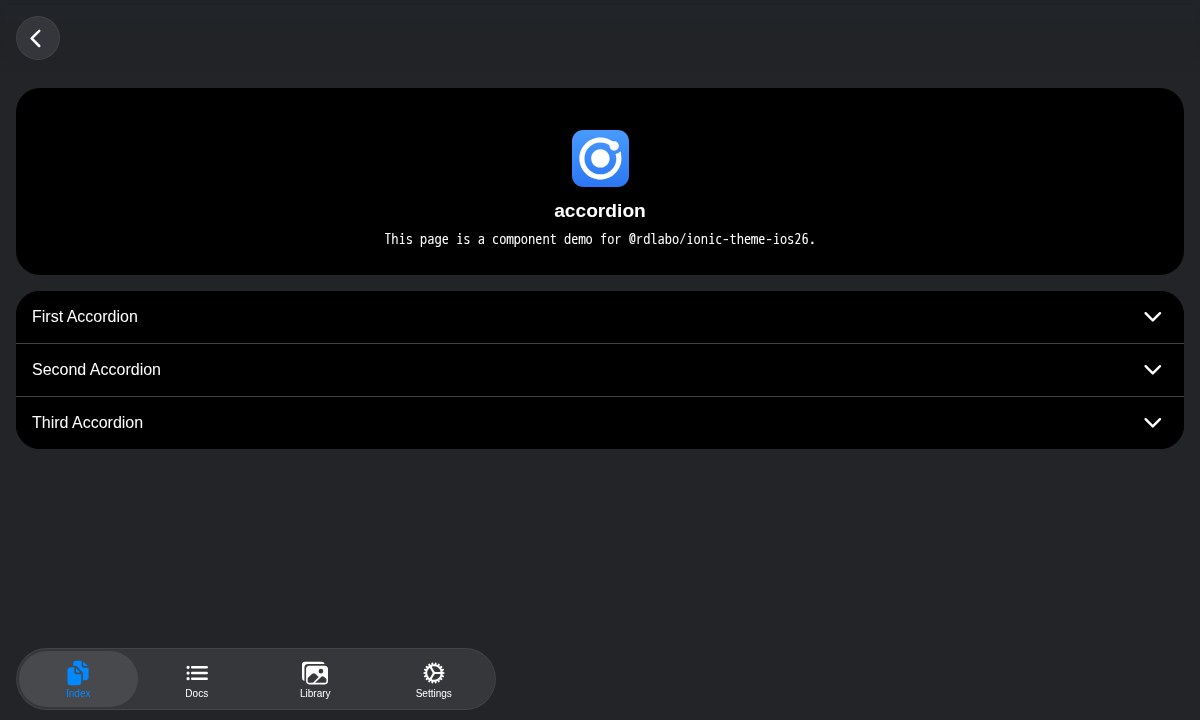 accordion
This page is a component demo for @rdlabo/ionic-theme-ios26.
First Accordion
Second Accordion
Third Accordion
Index
Docs
Library
Settings